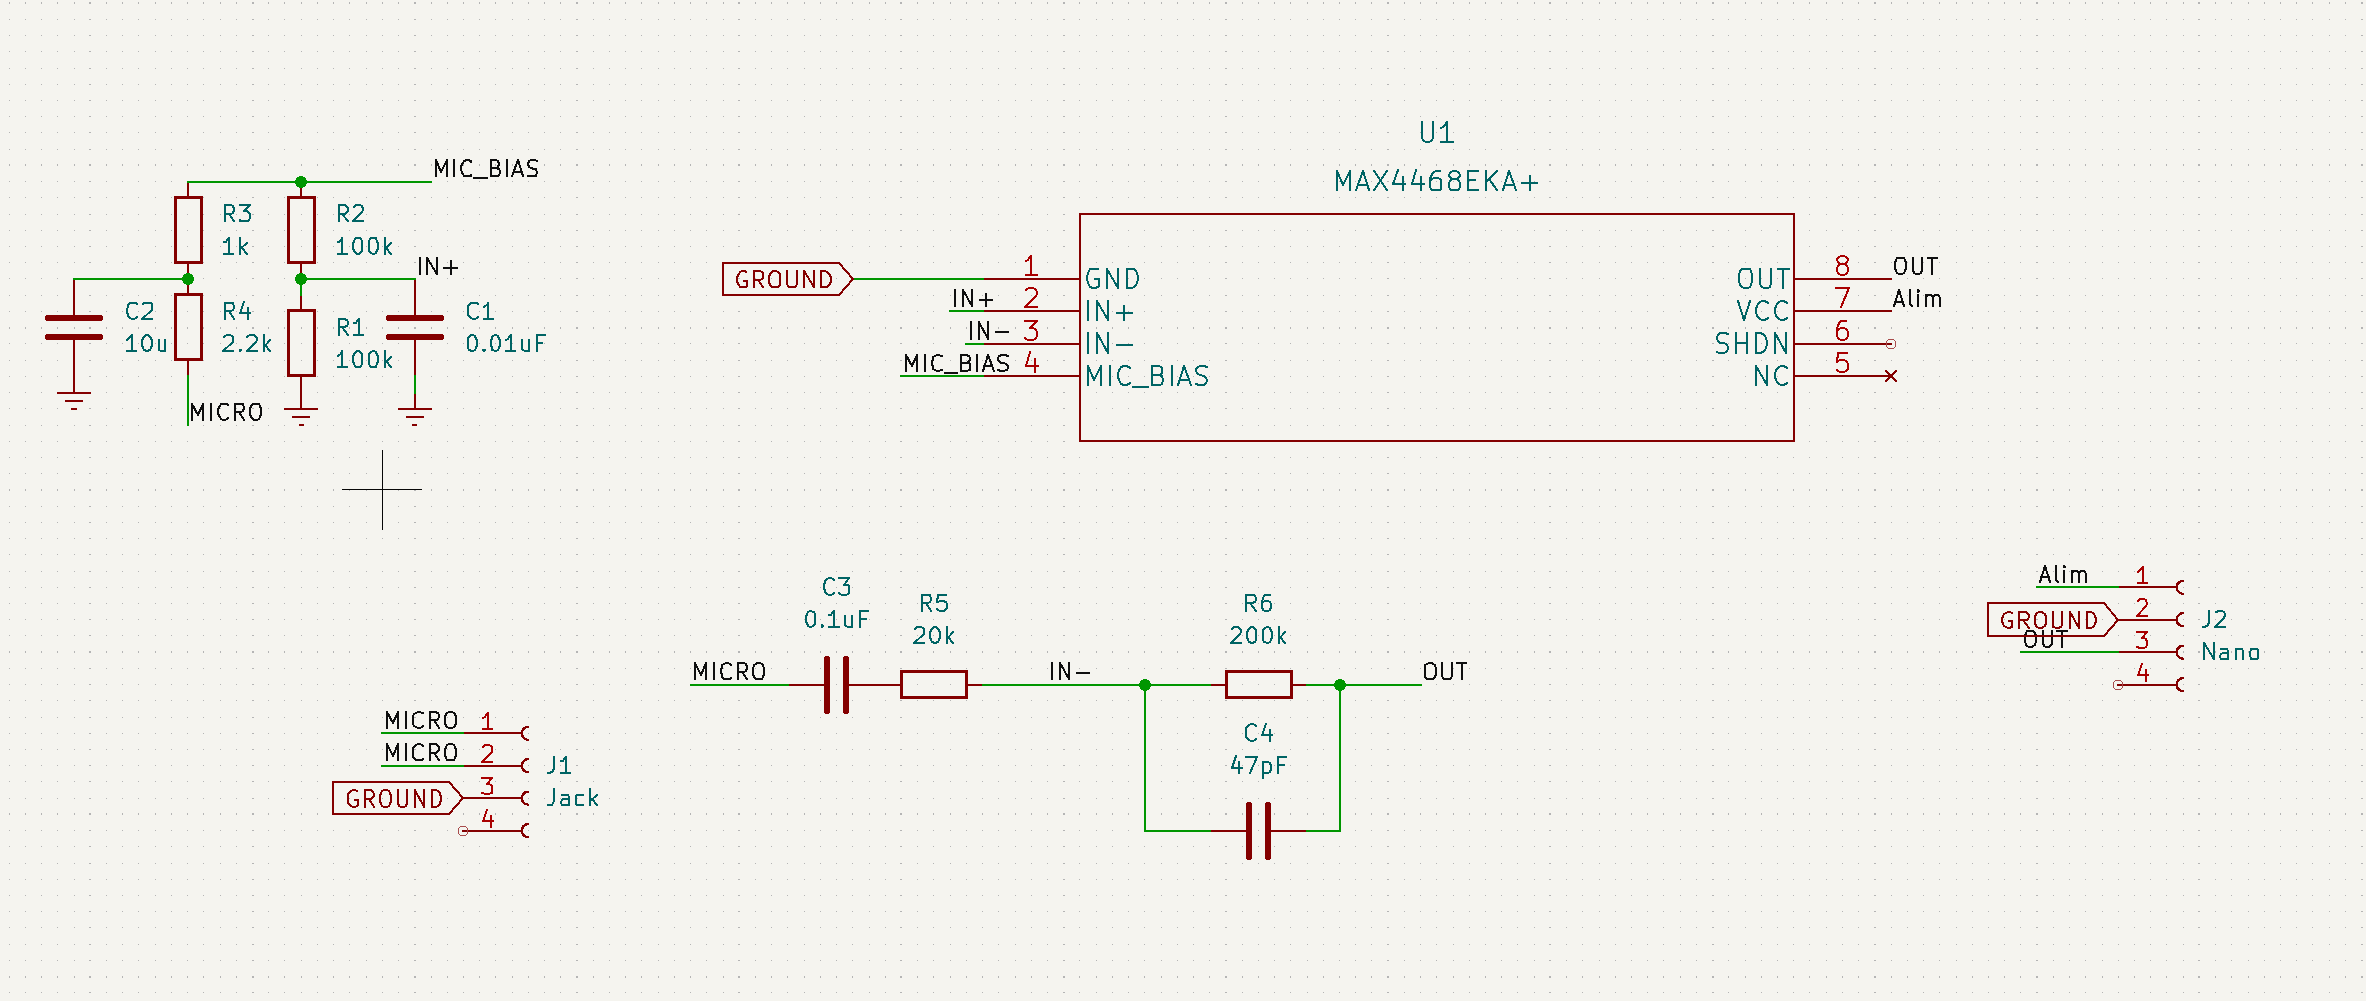 MIC_BIAS
R3
1k
R2
100k
IN+
C2
10u
R4
2.2k
R1
100k
C1
0.01uF
MICRO
U1
MAX4468EKA+
GROUND
1
GND
IN+
2
IN+
IN-
3
IN-
MIC_BIAS
4
MIC_BIAS
OUT
8
OUT
VCC
7
Alim
SHDN
6
NC
5
C3
0.1uF
R5
20k
R6
200k
MICRO
IN-
OUT
C4
47pF
MICRO
1
MICRO
2
J1
GROUND
3
Jack
4
Alim
1
GROUND
2
J2
OUT
3
Nano
4